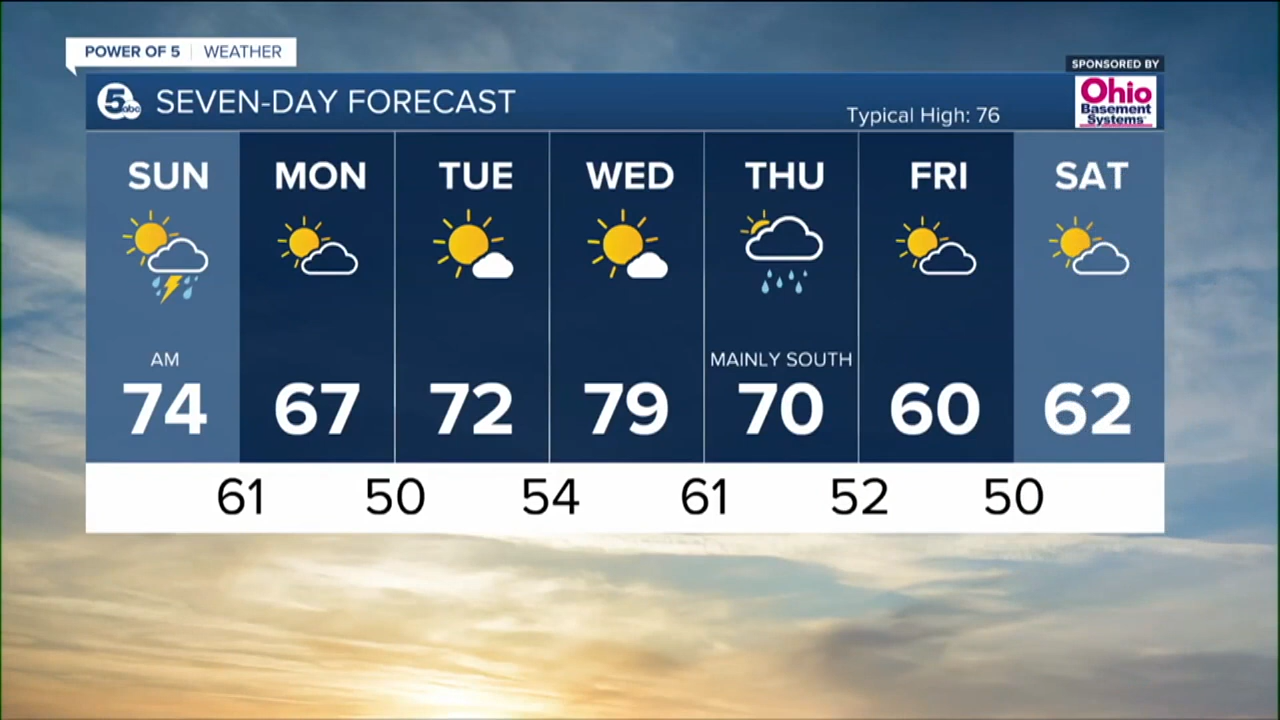 POWER OF 5 | WEATHER
SPONSORED BY
Ohio
Basement
Systems
5 abc SEVEN-DAY FORECAST
Typical High: 76
SUN MON TUE WED THU FRI SAT
AM MAINLY SOUTH
74 67 72 79 70 60 62
61 50 54 61 52 50